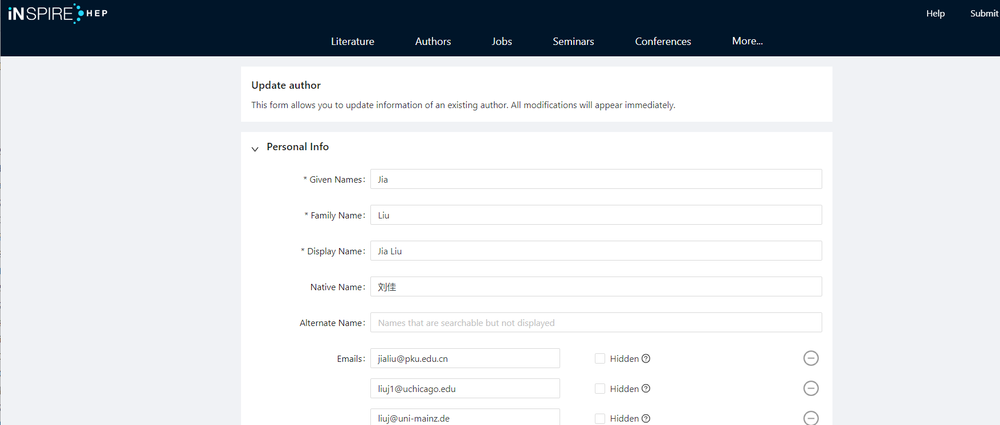 iNSPIRE HEP
Help Submit
Literature Authors Jobs Seminars Conferences More...
Update author
This form allows you to update information of an existing author. All modifications will appear immediately.
Personal Info
* Given Names: Jia
* Family Name: Liu
* Display Name: Jia Liu
Native Name: 刘佳
Alternate Name: Names that are searchable but not displayed
Emails: jialiu@pku.edu.cn Hidden
liuj1@uchicago.edu Hidden
liuj@uni-mainz.de Hidden